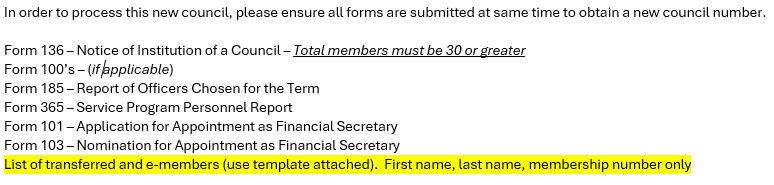 In order to process this new council, please ensure all forms are submitted at same time to obtain a new council number.
Form 136 – Notice of Institution of a Council – Total members must be 30 or greater
Form 100's – (if applicable)
Form 185 – Report of Officers Chosen for the Term
Form 365 – Service Program Personnel Report
Form 101 – Application for Appointment as Financial Secretary
Form 103 – Nomination for Appointment as Financial Secretary
List of transferred and e-members (use template attached).  First name, last name, membership number only